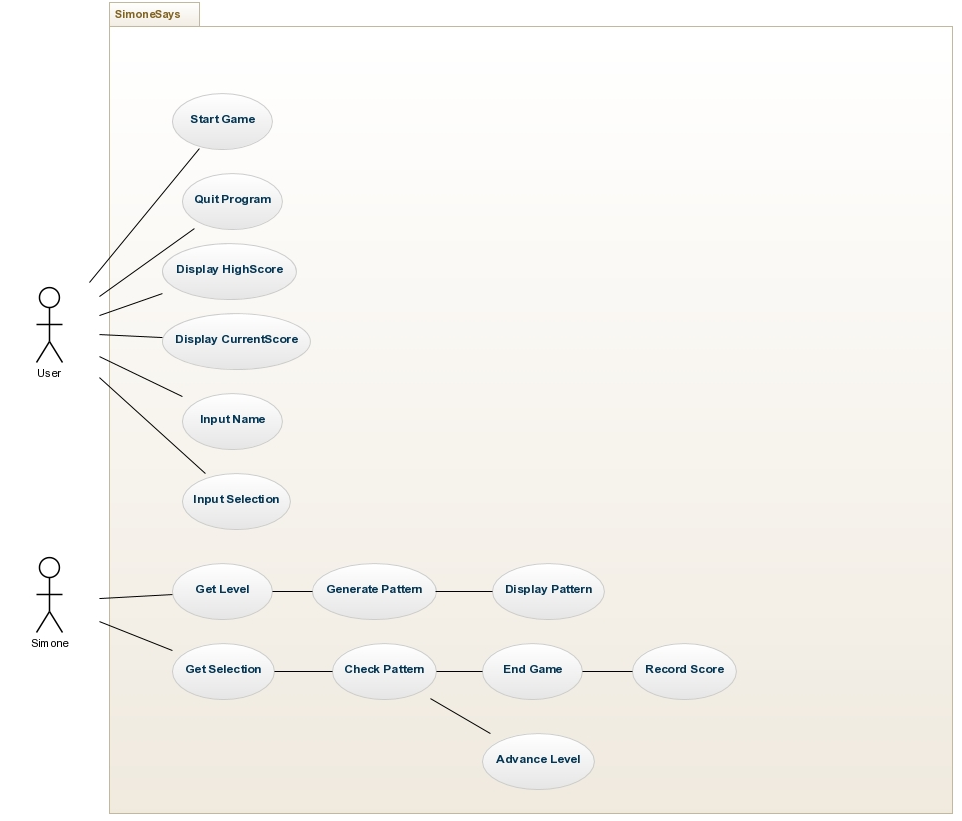 SimoneSays
Start Game
Quit Program
Display HighScore
Display CurrentScore
User
Input Name
Input Selection
Get Level
Generate Pattern
Display Pattern
Simone
Get Selection
Check Pattern
End Game
Record Score
Advance Level